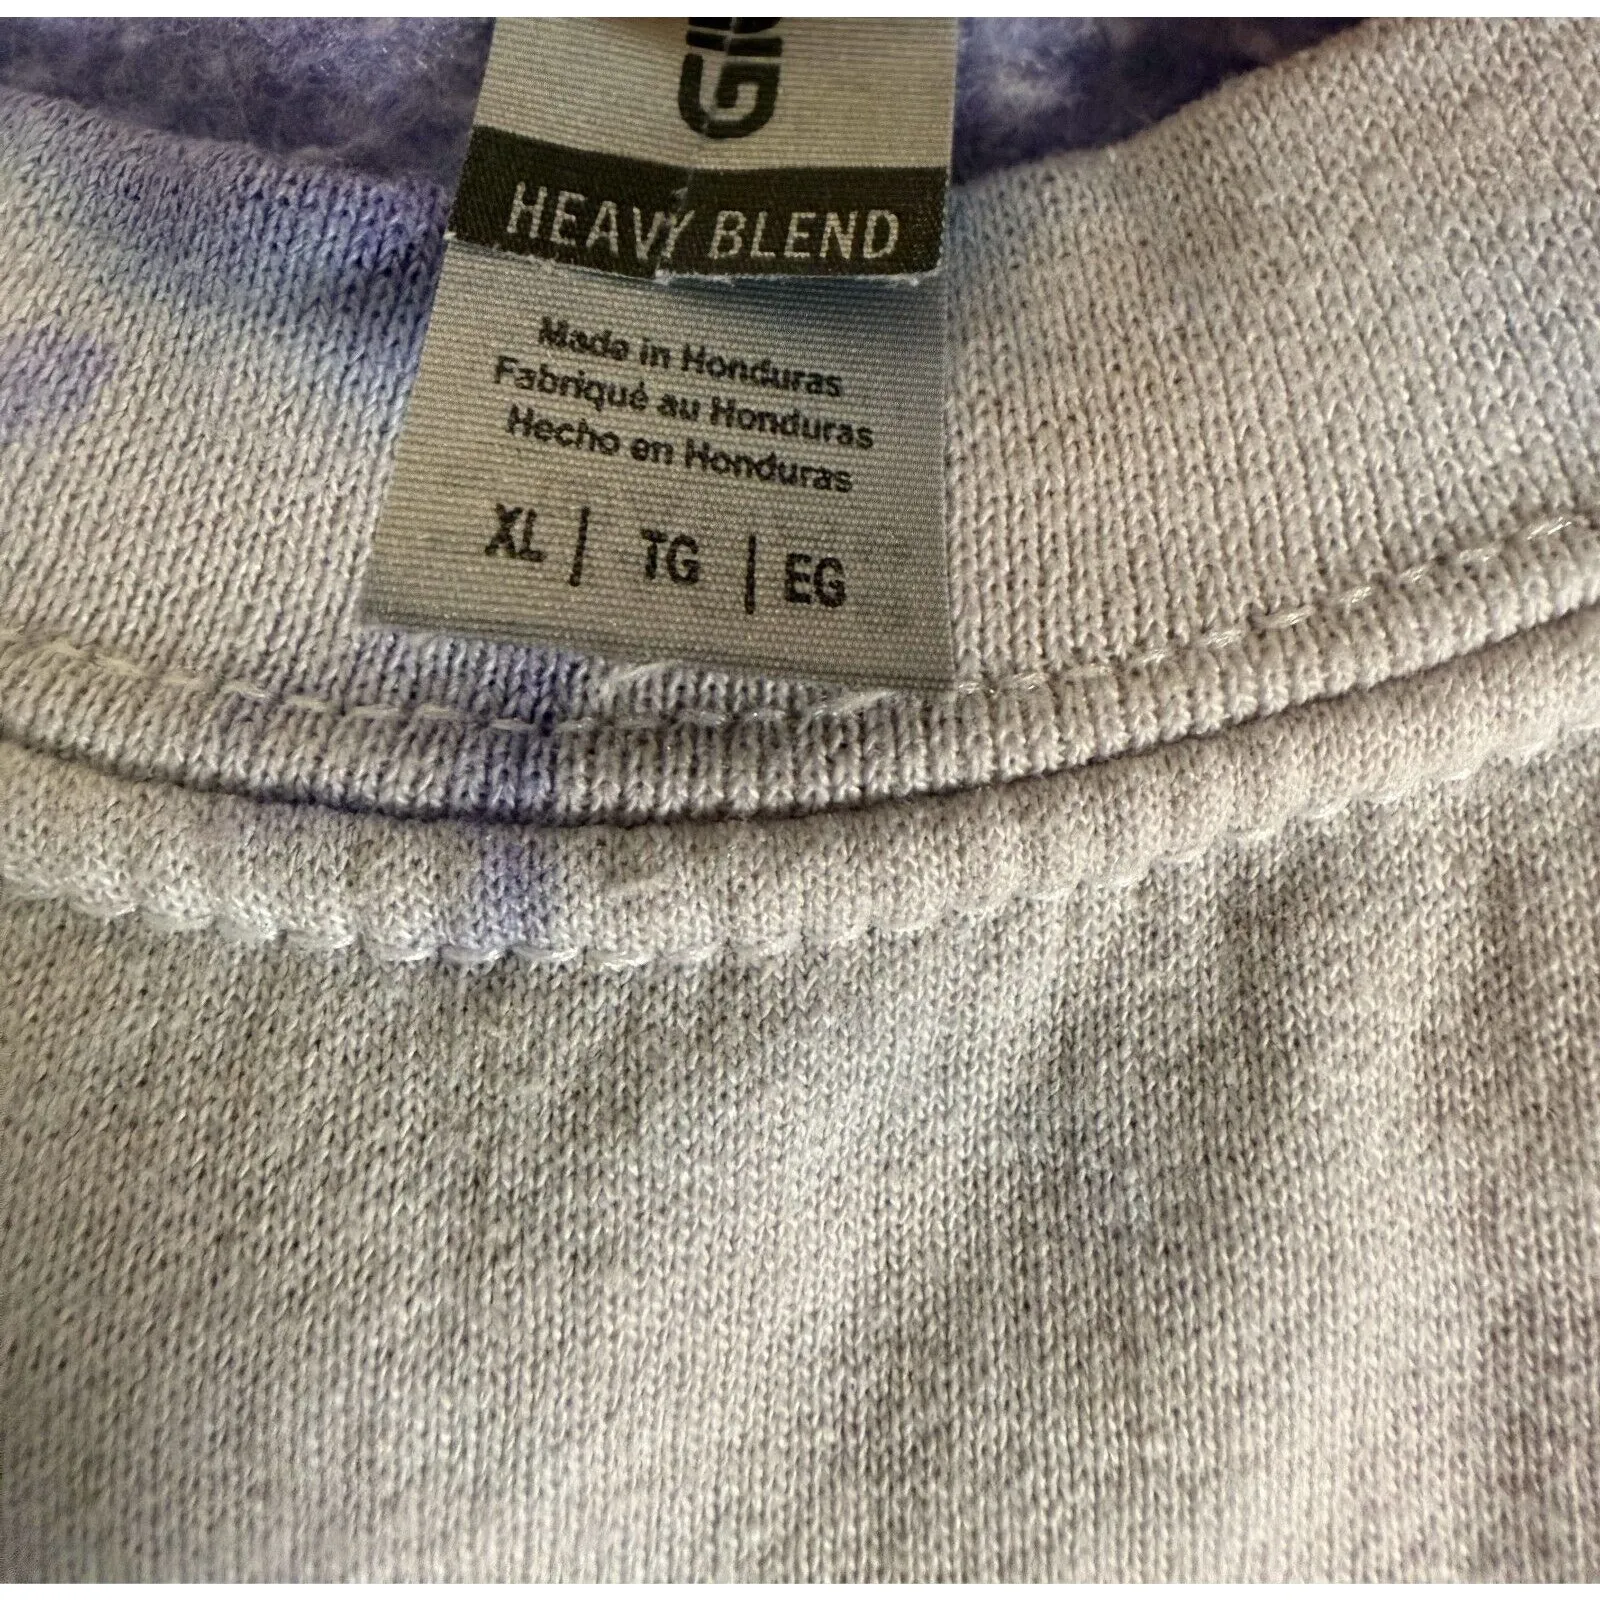 G
HEAVY BLEND
Made in Honduras
Fabriqué au Honduras
Hecho en Honduras
XL | TG | EG